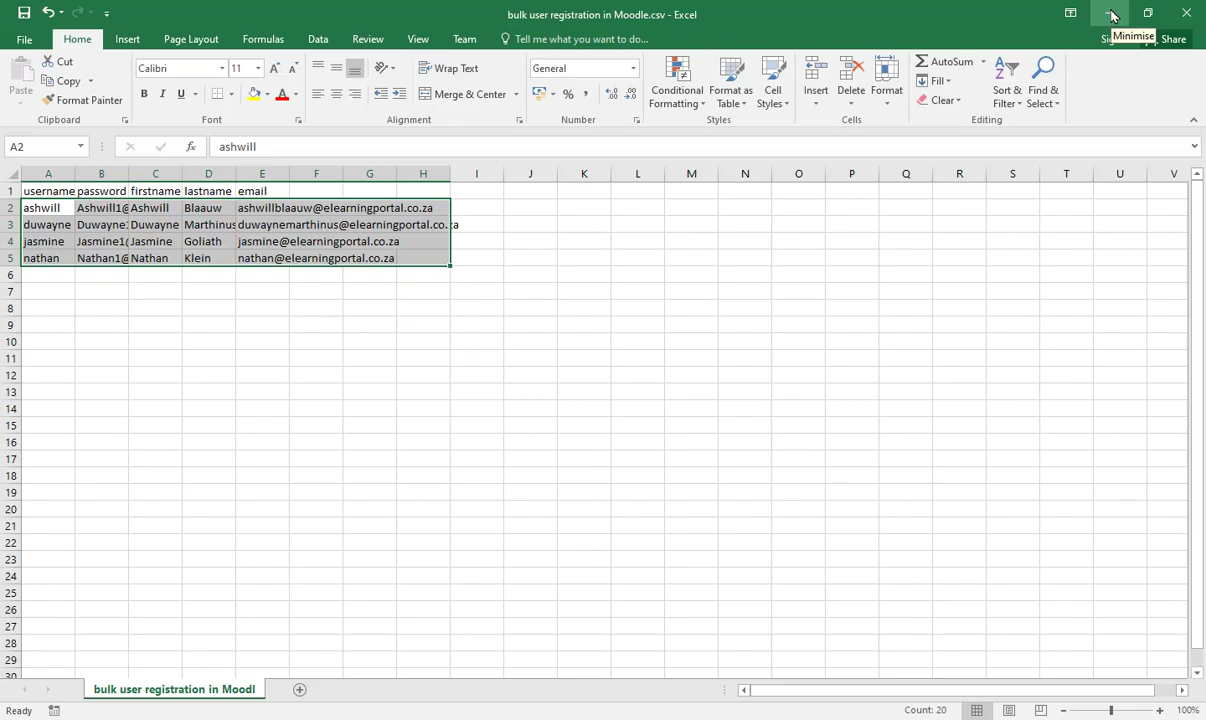 bulk user registration in Moodle.csv - Excel
File Home Insert Page Layout Formulas Data Review View Team Tell me what you want to do... Share
Minimise
Paste
Cut
Copy
Format Painter
Clipboard
Calibri 11
B I U
Font
Wrap Text
Merge & Center
Alignment
General
Number
Conditional Formatting
Format as Table
Cell Styles
Styles
Insert Delete Format
Cells
AutoSum
Fill
Clear
Sort & Filter
Find & Select
Editing
A2 fx ashwill
A B C D E F G H I J K L M N O P Q R S T U V
1 username password firstname lastname email
2 ashwill Ashwill1@ Ashwill Blaauw ashwillblaauw@elearningportal.co.za
3 duwayne Duwayne1 Duwayne Marthinus duwaynemarthinus@elearningportal.co.za
4 jasmine Jasmine1@ Jasmine Goliath jasmine@elearningportal.co.za
5 nathan Nathan1@ Nathan Klein nathan@elearningportal.co.za
6
7
8
9
10
11
12
13
14
15
16
17
18
19
20
21
22
23
24
25
26
27
28
29
30
bulk user registration in Moodl
Ready Count: 20 100%